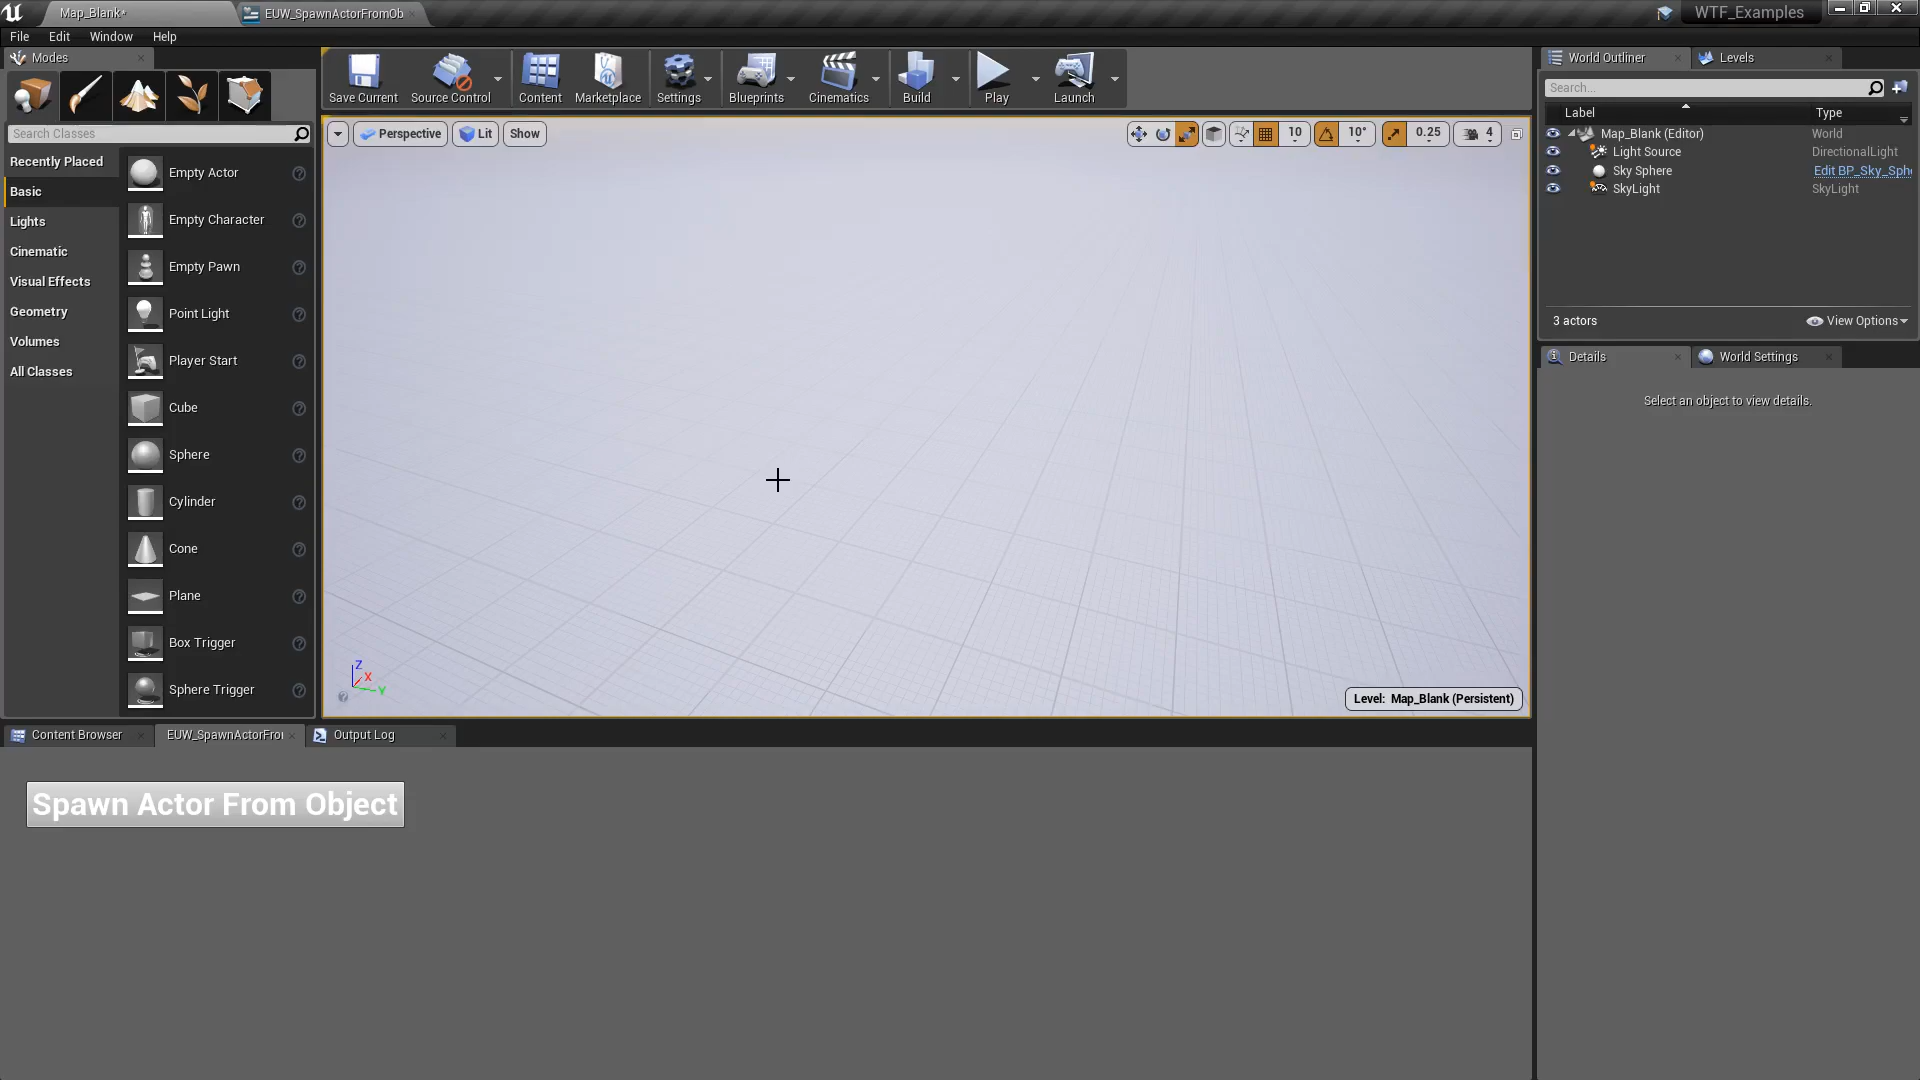 Map_Blank*
EUW_SpawnActorFromOb
WTF_Examples
File Edit Window Help
Modes
Save Current
Source Control
Content
Marketplace
Settings
Blueprints
Cinematics
Build
Play
Launch
World Outliner
Levels
Search...
Label
Type
Map_Blank (Editor)
World
Light Source
DirectionalLight
Sky Sphere
Edit BP_Sky_Sph
SkyLight
SkyLight
3 actors
View Options
Details
World Settings
Select an object to view details.
Search Classes
Recently Placed
Basic
Lights
Cinematic
Visual Effects
Geometry
Volumes
All Classes
Empty Actor
Empty Character
Empty Pawn
Point Light
Player Start
Cube
Sphere
Cylinder
Cone
Plane
Box Trigger
Sphere Trigger
Perspective
Lit
Show
10
10°
0.25
4
Z
X
Y
Level: Map_Blank (Persistent)
Content Browser
EUW_SpawnActorFro
Output Log
Spawn Actor From Object